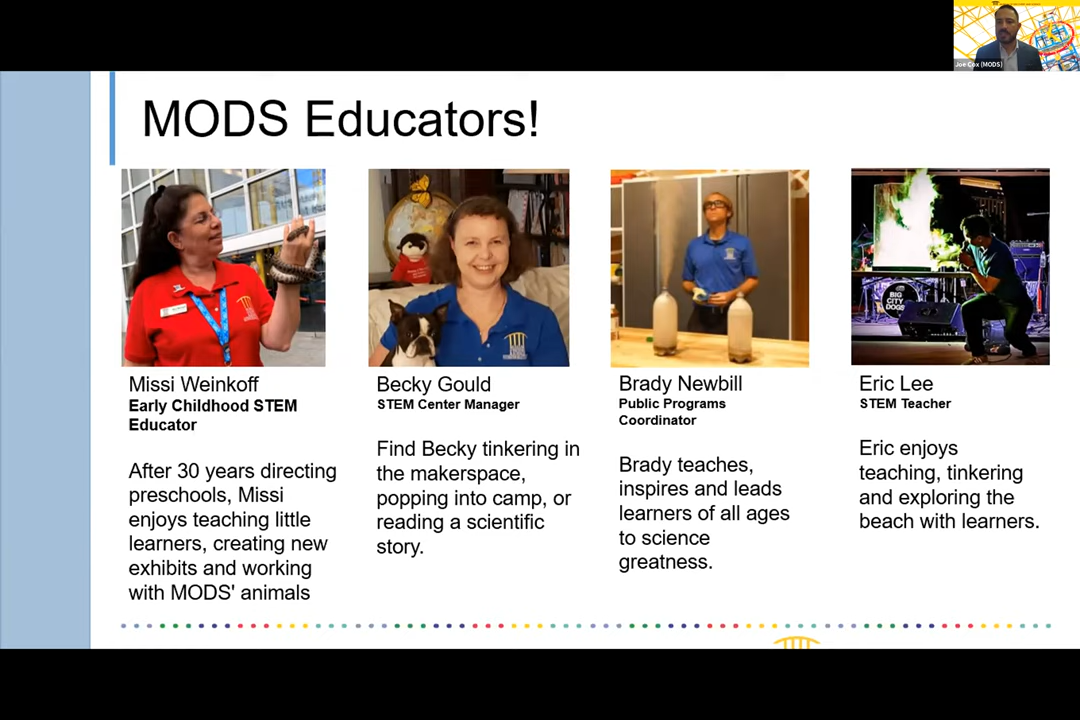 Joe Cox (MODS)
MODS Educators!
BIG
CITY
DOGS
Missi Weinkoff
Early Childhood STEM
Educator
After 30 years directing
preschools, Missi
enjoys teaching little
learners, creating new
exhibits and working
with MODS' animals
Becky Gould
STEM Center Manager
Find Becky tinkering in
the makerspace,
popping into camp, or
reading a scientific
story.
Brady Newbill
Public Programs
Coordinator
Brady teaches,
inspires and leads
learners of all ages
to science
greatness.
Eric Lee
STEM Teacher
Eric enjoys
teaching, tinkering
and exploring the
beach with learners.